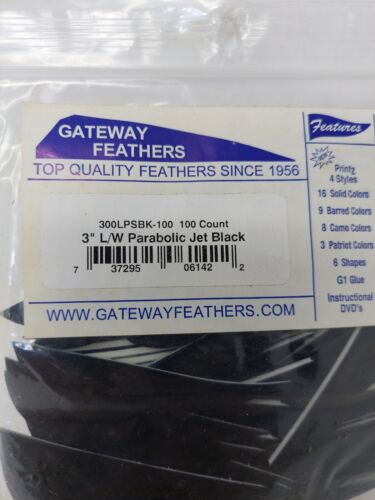 GATEWAY
FEATHERS
TOP QUALITY FEATHERS SINCE 1956
300LPSBK-100 100 Count
3" L/W Parabolic Jet Black
7 37295 06142 2
WWW.GATEWAYFEATHERS.COM
Features
Printz
4 Styles
16 Solid Colors
9 Barred Colors
8 Camo Colors
3 Patriot Colors
6 Shapes
G1 Glue
Instructional
DVD's